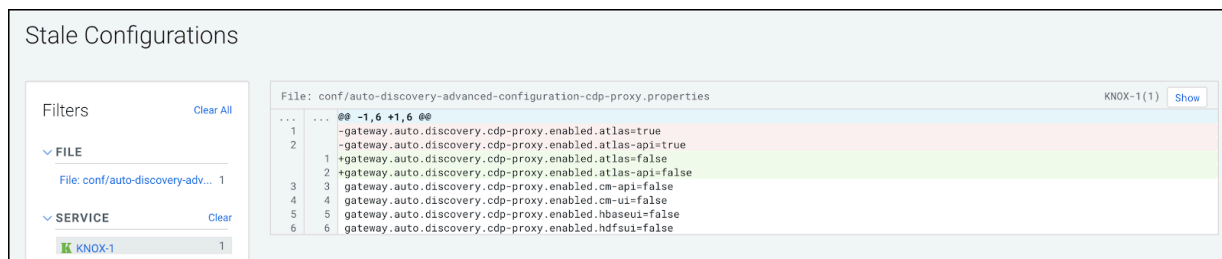 Stale Configurations
Filters
Clear All
FILE
File: conf/auto-discovery-adv... 1
SERVICE
Clear
KNOX-1 1
File: conf/auto-discovery-advanced-configuration-cdp-proxy.properties KNOX-1(1) Show
... ... @@ -1,6 +1,6 @@
1 -gateway.auto.discovery.cdp-proxy.enabled.atlas=true
2 -gateway.auto.discovery.cdp-proxy.enabled.atlas-api=true
1 +gateway.auto.discovery.cdp-proxy.enabled.atlas=false
2 +gateway.auto.discovery.cdp-proxy.enabled.atlas-api=false
3 3 gateway.auto.discovery.cdp-proxy.enabled.cm-api=false
4 4 gateway.auto.discovery.cdp-proxy.enabled.cm-ui=false
5 5 gateway.auto.discovery.cdp-proxy.enabled.hbaseui=false
6 6 gateway.auto.discovery.cdp-proxy.enabled.hdfsui=false